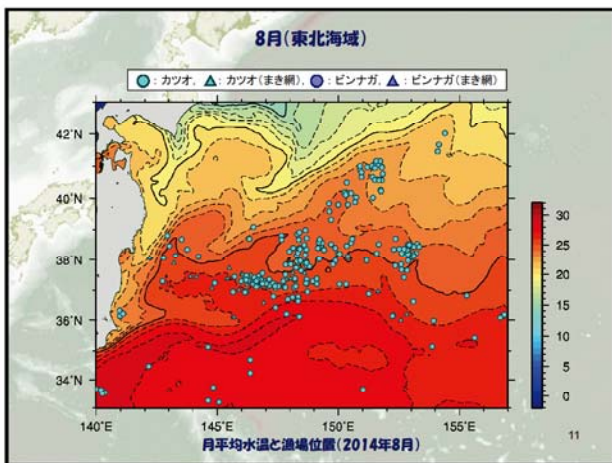 8月(東北海域)
●:カツオ, ▲:カツオ(まき網), ●:ビンナガ, ▲:ビンナガ(まき網)
42°N
40°N
38°N
36°N
34°N
140°E
145°E
150°E
155°E
30
25
20
15
10
5
0
月平均水温と漁場位置(2014年8月)
11